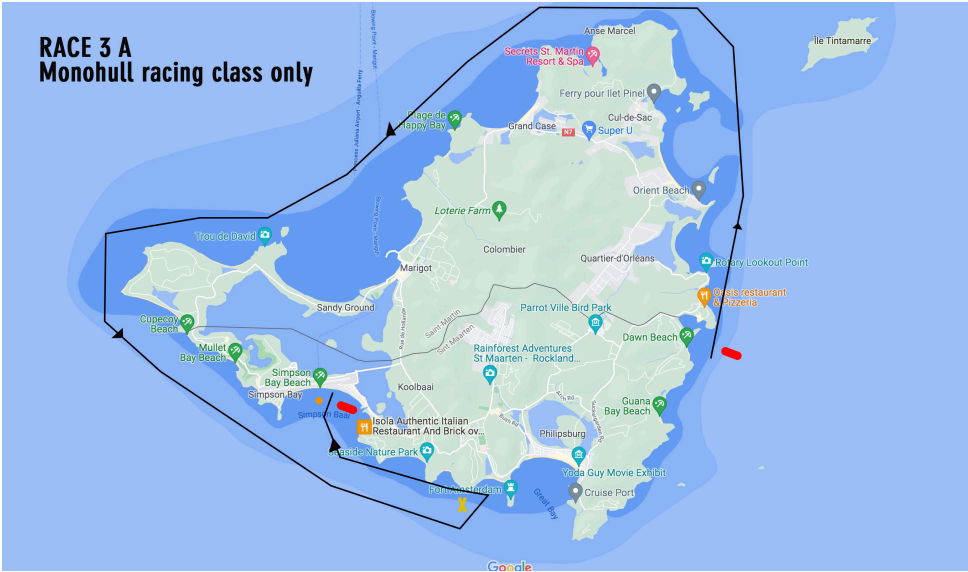 RACE 3 A
Monohull racing class only
Anse Marcel
Île Tintamarre
Secrets St. Martin
Resort & Spa
Ferry pour Ilet Pinel
Cul-de-Sac
Plage de
Happy Bay
Grand Case
N7
Super U
Orient Beach
Loterie Farm
Trou de David
Colombier
Quartier-d'Orléans
Rotary Lookout Point
Marigot
Oasis restaurant
& Pizzeria
Sandy Ground
Parrot Ville Bird Park
Rue de Hollande
Saint-Martin
Sint Maarten
Cupecoy
Beach
Dawn Beach
Mullet
Bay Beach
Rainforest Adventures
St Maarten - Rockland...
Simpson
Bay Beach
Koolbaai
Simpson Bay
Simpson Baai
Guana
Bay Beach
Isola Authentic Italian
Restaurant And Brick ov...
Philipsburg
Seaside Nature Park
Yoda Guy Movie Exhibit
Fort Amsterdam
Cruise Port
Great Bay
Google